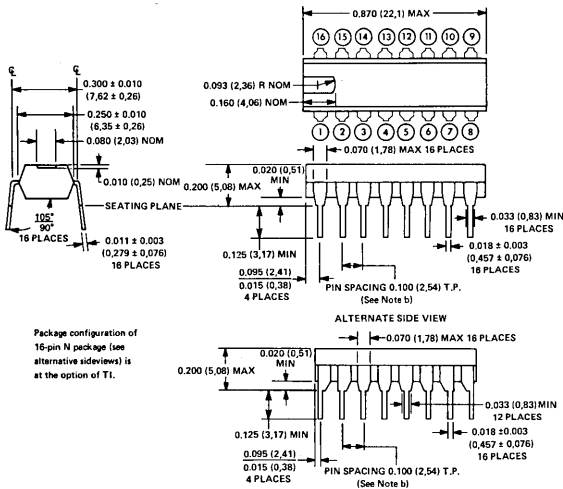 0.870 (22,1) MAX
16 15 14 13 12 11 10 9
℄ ℄
0.300 ± 0.010
(7,62 ± 0,26)
0.250 ± 0.010
(6,35 ± 0,26)
0.080 (2,03) NOM
0.093 (2,36) R NOM
0.160 (4,06) NOM
1 2 3 4 5 6 7 8
0.070 (1,78) MAX 16 PLACES
0.020 (0,51)
MIN
0.010 (0,25) NOM
0.200 (5,08) MAX
SEATING PLANE
105°
90°
16 PLACES
0.011 ± 0.003
(0,279 ± 0,076)
16 PLACES
0.033 (0,83) MIN
16 PLACES
0.125 (3,17) MIN
0.018 ±0.003
(0,457 ± 0,076)
16 PLACES
0.095 (2,41)
0.015 (0,38)
4 PLACES
PIN SPACING 0.100 (2,54) T.P.
(See Note b)
ALTERNATE SIDE VIEW
Package configuration of
16-pin N package (see
alternative sideviews) is
at the option of TI.
0.070 (1,78) MAX 16 PLACES
0.020 (0,51)
MIN
0.200 (5,08) MAX
0.033 (0,83) MIN
12 PLACES
0.125 (3,17) MIN
0.018 ±0.003
(0,457 ± 0,076)
16 PLACES
0.095 (2,41)
0.015 (0,38)
4 PLACES
PIN SPACING 0.100 (2,54) T.P.
(See Note b)